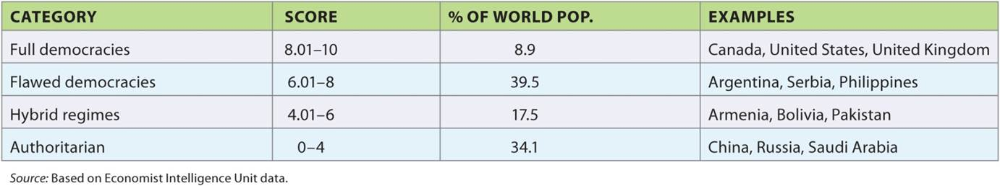 CATEGORY SCORE % OF WORLD POP. EXAMPLES
Full democracies 8.01–10 8.9 Canada, United States, United Kingdom
Flawed democracies 6.01–8 39.5 Argentina, Serbia, Philippines
Hybrid regimes 4.01–6 17.5 Armenia, Bolivia, Pakistan
Authoritarian 0–4 34.1 China, Russia, Saudi Arabia
Source: Based on Economist Intelligence Unit data.